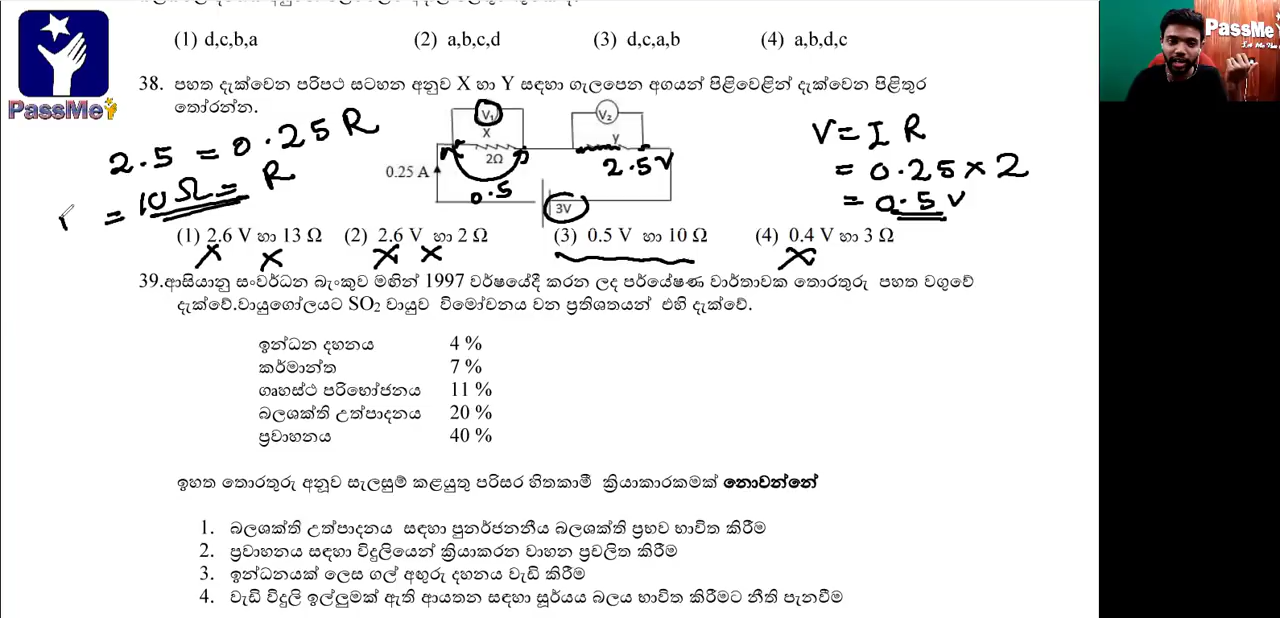 (1) d,c,b,a (2) a,b,c,d (3) d,c,a,b (4) a,b,d,c
38. පහත දැක්වෙන පරිපථ සටහන අනුව X හා Y සඳහා ගැලපෙන අගයන් පිළිවෙළින් දැක්වෙන පිළිතුර
තෝරන්න.
PassMe
PassMe
V₁
X
2Ω
0.25 A
0.5
V₂
Y
2.5V
3V
2.5 = 0.25 R
= 10 Ω = R
V = I R
= 0.25 × 2
= 0.5 V
(1) 2.6 V හා 13 Ω (2) 2.6 V හා 2 Ω (3) 0.5 V හා 10 Ω (4) 0.4 V හා 3 Ω
39.ආසියානු සංවර්ධන බැංකුව මඟින් 1997 වර්ෂයේදී කරන ලද පර්යේෂණ වාර්තාවක තොරතුරු පහත වගුවේ
දැක්වේ.වායුගෝලයට SO₂ වායුව විමෝචනය වන ප්‍රතිශතයන් එහි දැක්වේ.
ඉන්ධන දහනය 4 %
කර්මාන්ත 7 %
ගෘහස්ථ පරිභෝජනය 11 %
බලශක්ති උත්පාදනය 20 %
ප්‍රවාහනය 40 %
ඉහත තොරතුරු අනුව සැලසුම් කළයුතු පරිසර හිතකාමී ක්‍රියාකාරකමක් නොවන්නේ
1. බලශක්ති උත්පාදනය සඳහා පුනර්ජනනීය බලශක්ති ප්‍රභව භාවිත කිරීම
2. ප්‍රවාහනය සඳහා විදුලියෙන් ක්‍රියාකරන වාහන ප්‍රචලිත කිරීම
3. ඉන්ධනයක් ලෙස ගල් අඟුරු දහනය වැඩි කිරීම
4. වැඩි විදුලි ඉල්ලුමක් ඇති ආයතන සඳහා සූර්යය බලය භාවිත කිරීමට නීති පැනවීම